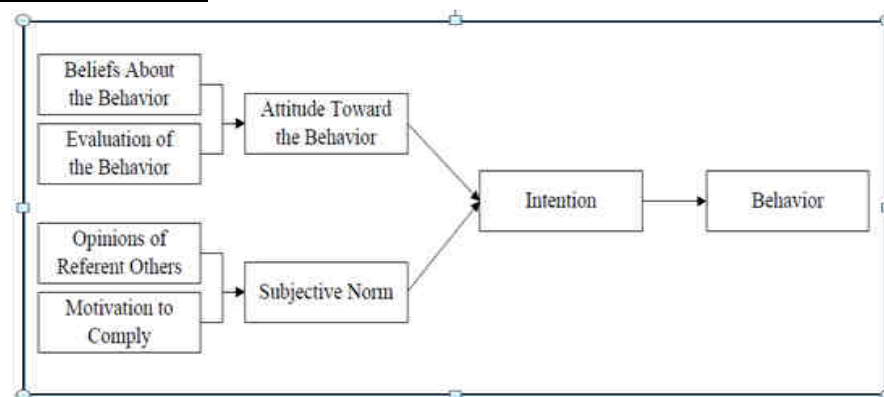 Beliefs About
the Behavior
Evaluation of
the Behavior
Attitude Toward
the Behavior
Opinions of
Referent Others
Motivation to
Comply
Subjective Norm
Intention
Behavior